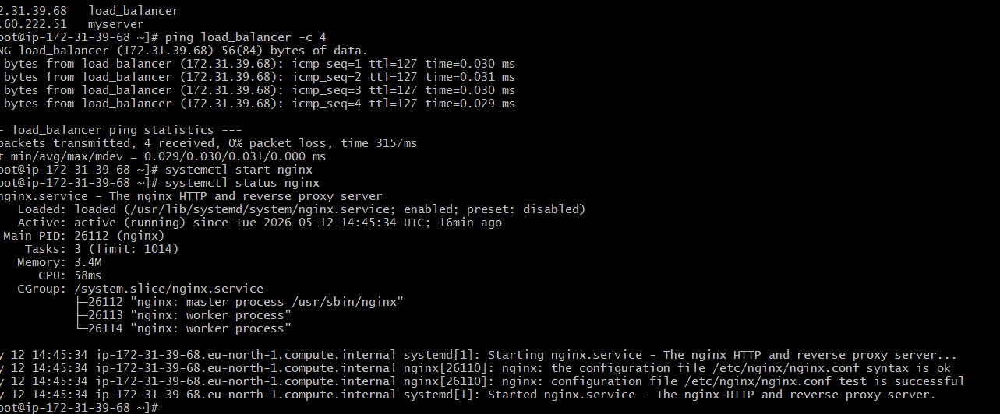 2.31.39.68   load_balancer
.60.222.51   myserver
oot@ip-172-31-39-68 ~]# ping load_balancer -c 4
NG load_balancer (172.31.39.68) 56(84) bytes of data.
 bytes from load_balancer (172.31.39.68): icmp_seq=1 ttl=127 time=0.030 ms
 bytes from load_balancer (172.31.39.68): icmp_seq=2 ttl=127 time=0.031 ms
 bytes from load_balancer (172.31.39.68): icmp_seq=3 ttl=127 time=0.030 ms
 bytes from load_balancer (172.31.39.68): icmp_seq=4 ttl=127 time=0.029 ms

- load_balancer ping statistics ---
packets transmitted, 4 received, 0% packet loss, time 3157ms
t min/avg/max/mdev = 0.029/0.030/0.031/0.000 ms
oot@ip-172-31-39-68 ~]# systemctl start nginx
oot@ip-172-31-39-68 ~]# systemctl status nginx
nginx.service - The nginx HTTP and reverse proxy server
   Loaded: loaded (/usr/lib/systemd/system/nginx.service; enabled; preset: disabled)
   Active: active (running) since Tue 2026-05-12 14:45:34 UTC; 16min ago
 Main PID: 26112 (nginx)
    Tasks: 3 (limit: 1014)
   Memory: 3.4M
      CPU: 58ms
   CGroup: /system.slice/nginx.service
           ├─26112 "nginx: master process /usr/sbin/nginx"
           ├─26113 "nginx: worker process"
           └─26114 "nginx: worker process"

y 12 14:45:34 ip-172-31-39-68.eu-north-1.compute.internal systemd[1]: Starting nginx.service - The nginx HTTP and reverse proxy server...
y 12 14:45:34 ip-172-31-39-68.eu-north-1.compute.internal nginx[26110]: nginx: the configuration file /etc/nginx/nginx.conf syntax is ok
y 12 14:45:34 ip-172-31-39-68.eu-north-1.compute.internal nginx[26110]: nginx: configuration file /etc/nginx/nginx.conf test is successful
y 12 14:45:34 ip-172-31-39-68.eu-north-1.compute.internal systemd[1]: Started nginx.service - The nginx HTTP and reverse proxy server.
oot@ip-172-31-39-68 ~]#